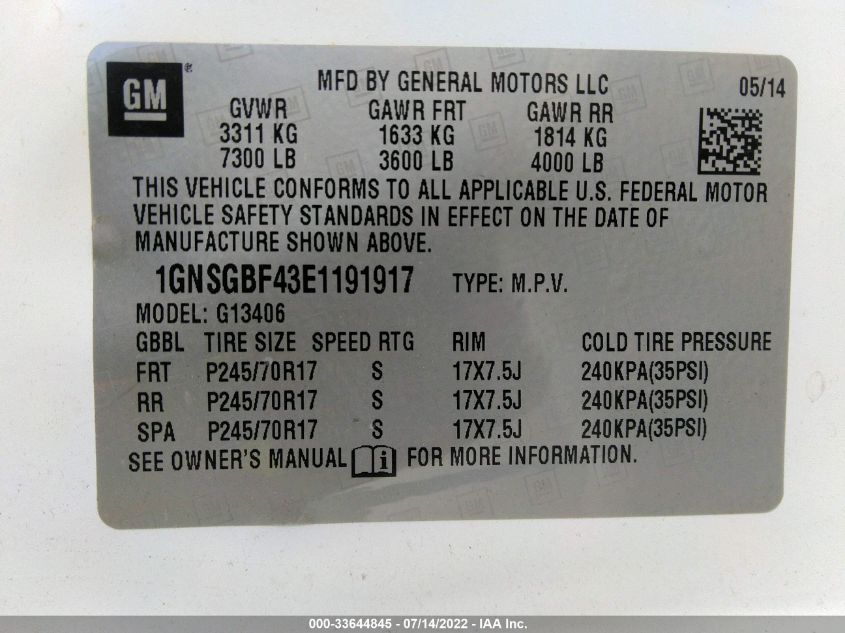 GM®
MFD BY GENERAL MOTORS LLC 05/14
GVWR GAWR FRT GAWR RR
3311 KG 1633 KG 1814 KG
7300 LB 3600 LB 4000 LB
THIS VEHICLE CONFORMS TO ALL APPLICABLE U.S. FEDERAL MOTOR
VEHICLE SAFETY STANDARDS IN EFFECT ON THE DATE OF
MANUFACTURE SHOWN ABOVE.
1GNSGBF43E1191917 TYPE: M.P.V.
MODEL: G13406
GBBL TIRE SIZE SPEED RTG RIM COLD TIRE PRESSURE
FRT P245/70R17 S 17X7.5J 240KPA(35PSI)
RR P245/70R17 S 17X7.5J 240KPA(35PSI)
SPA P245/70R17 S 17X7.5J 240KPA(35PSI)
SEE OWNER'S MANUAL i FOR MORE INFORMATION.
000-33644845 - 07/14/2022 - IAA Inc.